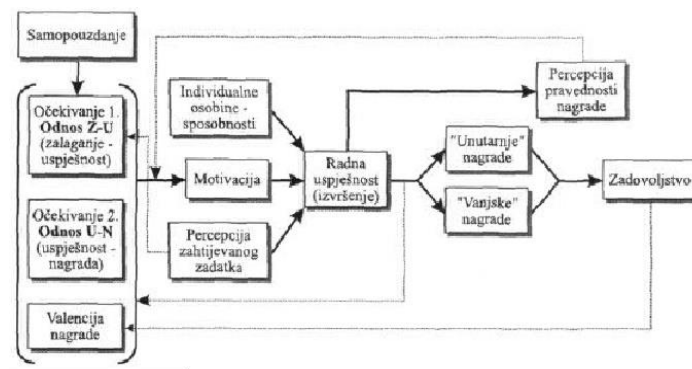 Samopouzdanje
Očekivanje 1.
Odnos Z-U
(zalaganje -
uspješnost)
Očekivanje 2.
Odnos U-N
(uspješnost -
nagrada)
Valencija
nagrade
Individualne
osobine -
sposobnosti
Motivacija
Percepcija
zahtijevanog
zadatka
Radna
uspješnost
(izvršenje)
"Unutarnje"
nagrade
"Vanjske"
nagrade
Percepcija
pravednosti
nagrade
Zadovoljstvo